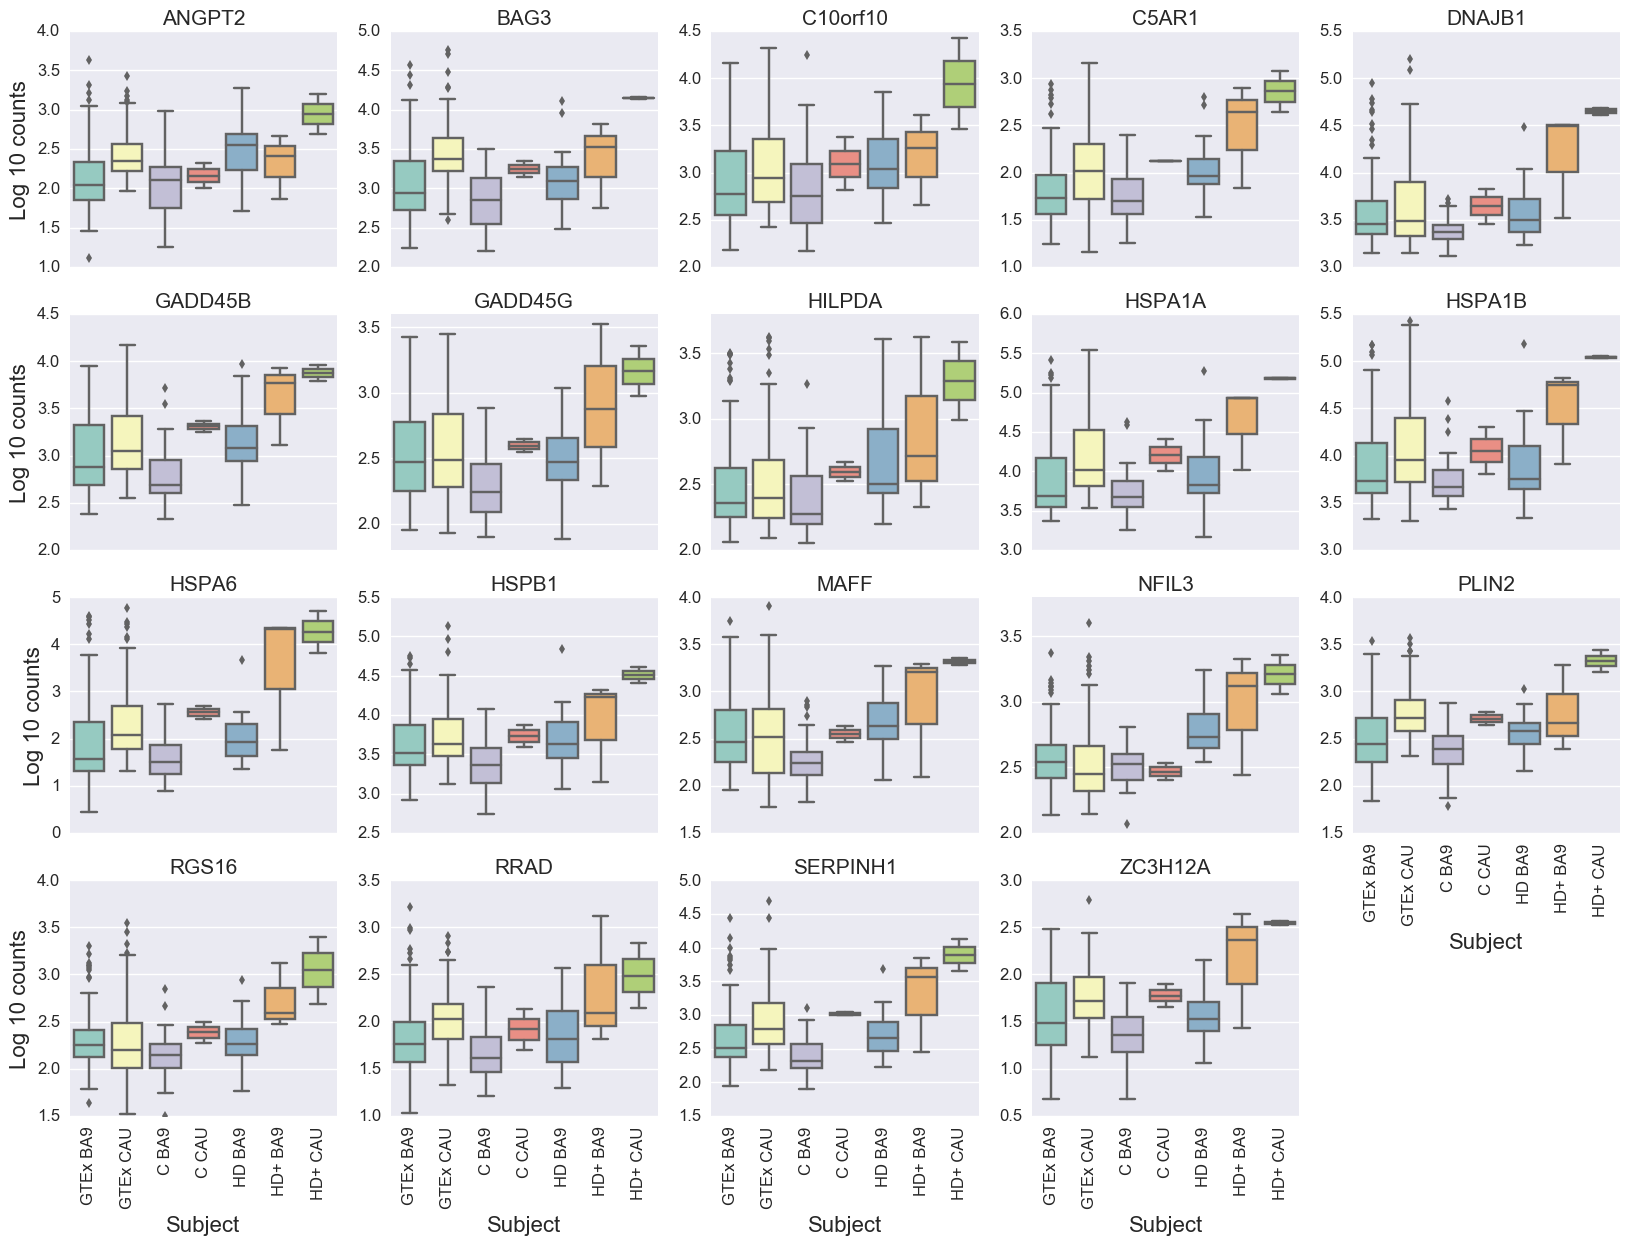 ANGPT2 BAG3 C10orf10 C5AR1 DNAJB1
Log 10 counts
4.0 3.5 3.0 2.5 2.0 1.5 1.0
5.0 4.5 4.0 3.5 3.0 2.5 2.0
4.5 4.0 3.5 3.0 2.5 2.0
3.5 3.0 2.5 2.0 1.5 1.0
5.5 5.0 4.5 4.0 3.5 3.0
GADD45B GADD45G HILPDA HSPA1A HSPA1B
Log 10 counts
4.5 4.0 3.5 3.0 2.5 2.0
3.5 3.0 2.5 2.0
3.5 3.0 2.5 2.0
6.0 5.5 5.0 4.5 4.0 3.5 3.0
5.5 5.0 4.5 4.0 3.5 3.0
HSPA6 HSPB1 MAFF NFIL3 PLIN2
Log 10 counts
5 4 3 2 1 0
5.5 5.0 4.5 4.0 3.5 3.0 2.5
4.0 3.5 3.0 2.5 2.0 1.5
3.5 3.0 2.5 2.0
4.0 3.5 3.0 2.5 2.0 1.5
GTEx BA9 GTEx CAU C BA9 C CAU HD BA9 HD+ BA9 HD+ CAU
Subject
RGS16 RRAD SERPINH1 ZC3H12A
Log 10 counts
4.0 3.5 3.0 2.5 2.0 1.5
3.5 3.0 2.5 2.0 1.5 1.0
5.0 4.5 4.0 3.5 3.0 2.5 2.0 1.5
3.0 2.5 2.0 1.5 1.0 0.5
GTEx BA9 GTEx CAU C BA9 C CAU HD BA9 HD+ BA9 HD+ CAU
GTEx BA9 GTEx CAU C BA9 C CAU HD BA9 HD+ BA9 HD+ CAU
GTEx BA9 GTEx CAU C BA9 C CAU HD BA9 HD+ BA9 HD+ CAU
GTEx BA9 GTEx CAU C BA9 C CAU HD BA9 HD+ BA9 HD+ CAU
Subject Subject Subject Subject